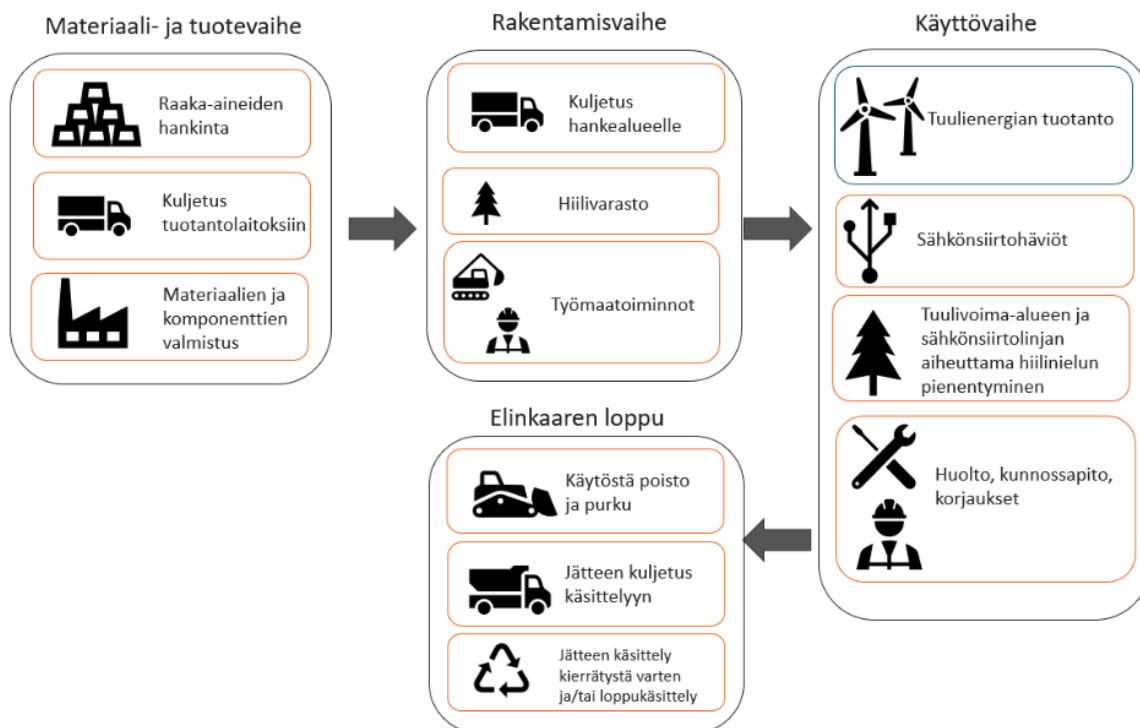 Materiaali- ja tuotevaihe
Raaka-aineiden
hankinta
Kuljetus
tuotantolaitoksiin
Materiaalien ja
komponenttien
valmistus
Rakentamisvaihe
Kuljetus
hankealueelle
Hiilivarasto
Työmaatoiminnot
Käyttövaihe
Tuulienergian tuotanto
Sähkönsiirtohäviöt
Tuulivoima-alueen ja
sähkönsiirtolinjan
aiheuttama hiilinielun
pienentyminen
Huolto, kunnossapito,
korjaukset
Elinkaaren loppu
Käytöstä poisto
ja purku
Jätteen kuljetus
käsittelyyn
Jätteen käsittely
kierrätystä varten
ja/tai loppukäsittely